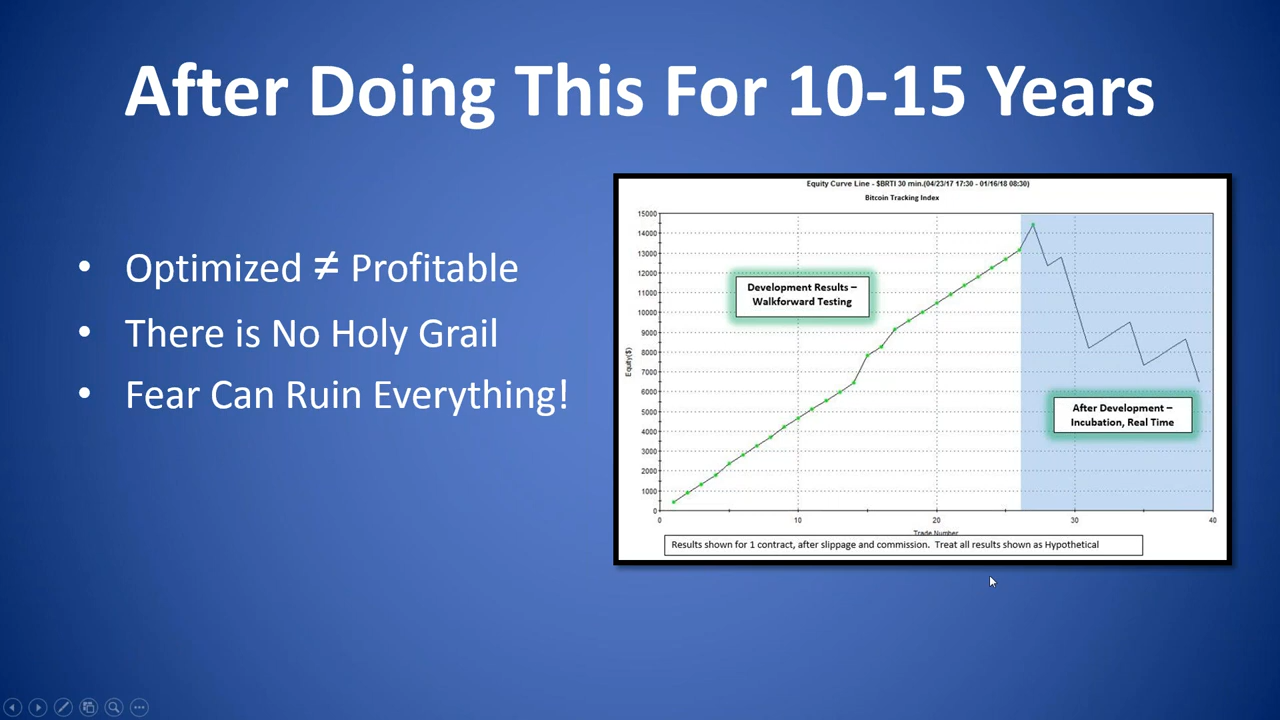 After Doing This For 10-15 Years
• Optimized ≠ Profitable
• There is No Holy Grail
• Fear Can Ruin Everything!
Equity Curve Line - $BRTI 30 min.(04/23/17 17:30 - 01/16/18 08:30)
Bitcoin Tracking Index
15000
14000
13000
12000
11000
10000
9000
8000
7000
6000
5000
4000
3000
2000
1000
0
Equity($)
Development Results –
Walkforward Testing
After Development –
Incubation, Real Time
0 10 20 30 40
Trade Number
Results shown for 1 contract, after slippage and commission. Treat all results shown as Hypothetical